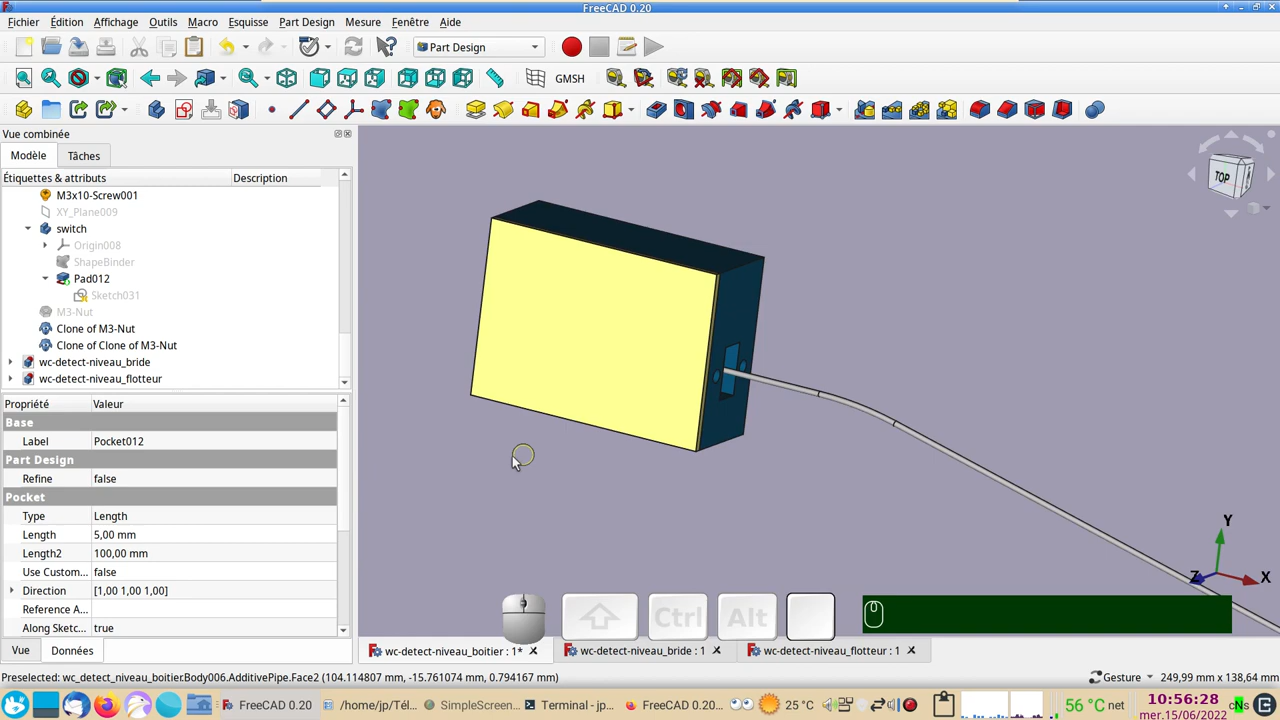 FreeCAD 0.20
Fichier Édition Affichage Outils Macro Esquisse Part Design Mesure Fenêtre Aide
Part Design
GMSH
Vue combinée
Modèle Tâches
Étiquettes & attributs Description
M3x10-Screw001
XY_Plane009
switch
Origin008
ShapeBinder
Pad012
Sketch031
M3-Nut
Clone of M3-Nut
Clone of Clone of M3-Nut
wc-detect-niveau_bride
wc-detect-niveau_flotteur
Propriété Valeur
Base
Label Pocket012
Part Design
Refine false
Pocket
Type Length
Length 5,00 mm
Length2 100,00 mm
Use Custom... false
Direction [1,00 1,00 1,00]
Reference A...
Along Sketc... true
Vue Données
TOP
Y
Z X
Ctrl Alt
wc-detect-niveau_boitier : 1* wc-detect-niveau_bride : 1 wc-detect-niveau_flotteur : 1
Preselected: wc_detect_niveau_boitier.Body006.AdditivePipe.Face2 (104.114807 mm, -15.761074 mm, 0.794167 mm) Gesture 249,99 mm × 138,64 mm
FreeCAD 0.20 /home/jp/Tél... SimpleScreen... Terminal - jp... FreeCAD 0.20... 25 °C 56 °C net 10:56:28
mer.15/06/2022